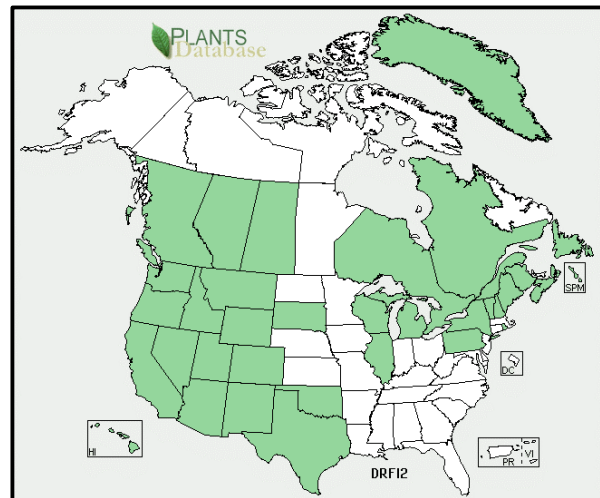 PLANTS
Database
SPM
DC
HI
PR
VI
DRFI2